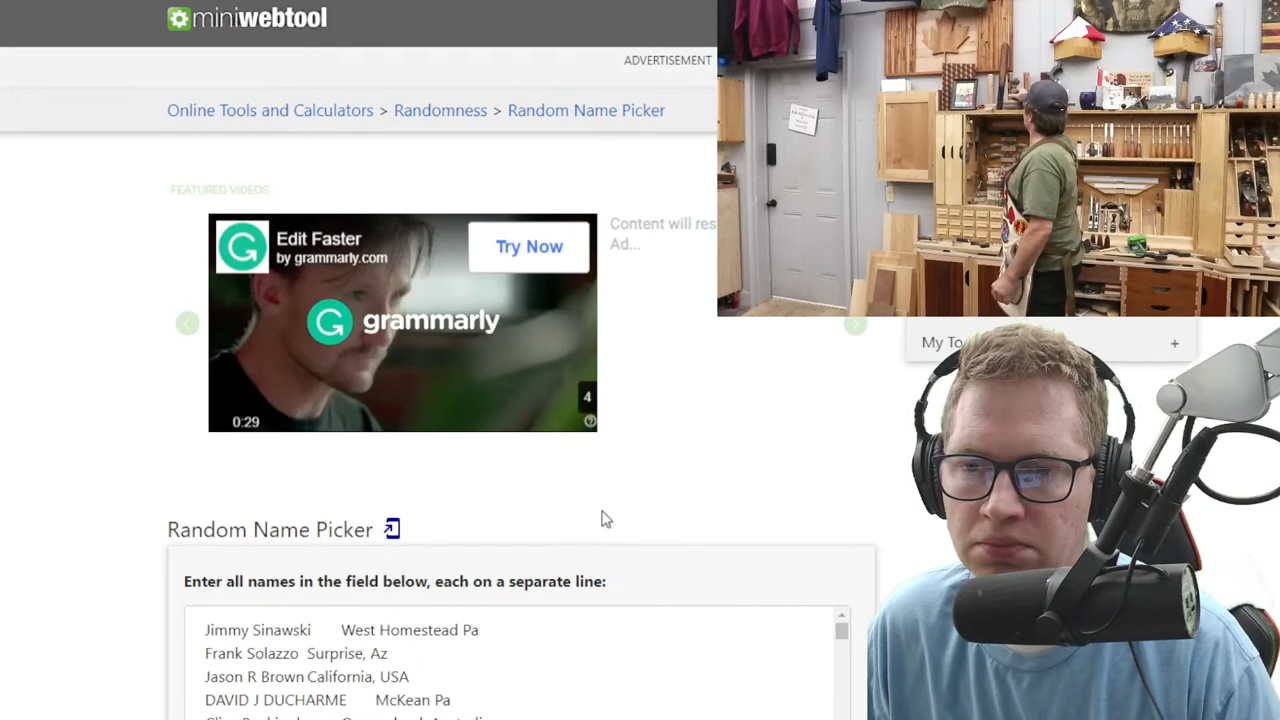 miniwebtool
ADVERTISEMENT
Online Tools and Calculators > Randomness > Random Name Picker
FEATURED VIDEOS
Edit Faster
by grammarly.com
Try Now
Content will res
Ad...
grammarly
4
0:29
My To
+
Random Name Picker
Enter all names in the field below, each on a separate line:
Jimmy Sinawski West Homestead Pa
Frank Solazzo Surprise, Az
Jason R Brown California, USA
DAVID J DUCHARME McKean Pa